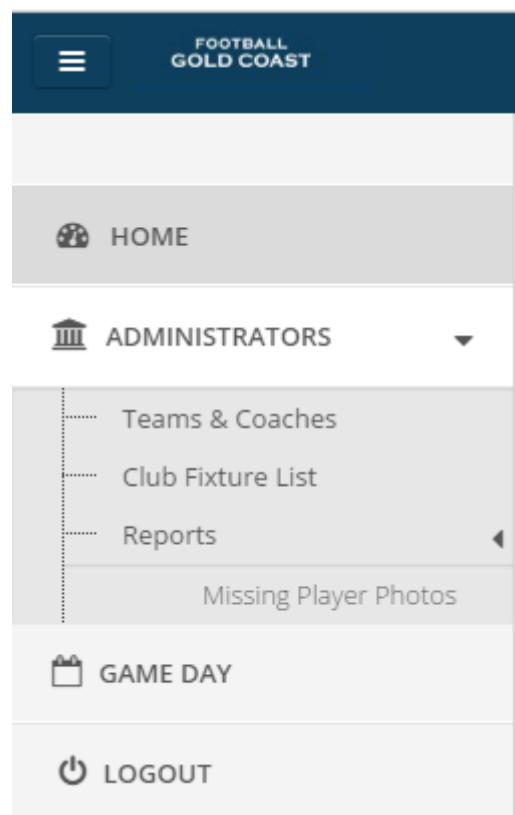 FOOTBALL
GOLD COAST
HOME
ADMINISTRATORS
Teams & Coaches
Club Fixture List
Reports
Missing Player Photos
GAME DAY
LOGOUT